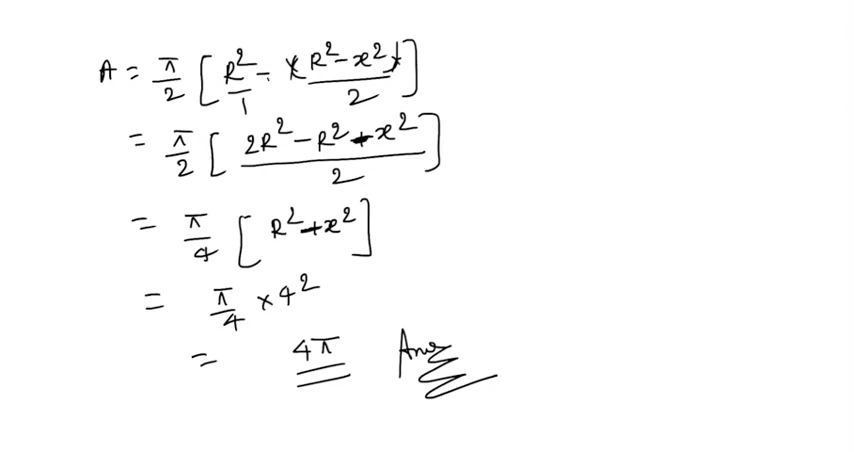 A = π/2 [ R²/1 - (R² - x²)/2 ]
= π/2 [ (2R² - R² + x²)/2 ]
= π/4 [ R² + x² ]
= π/4 × 4²
= 4π Ans